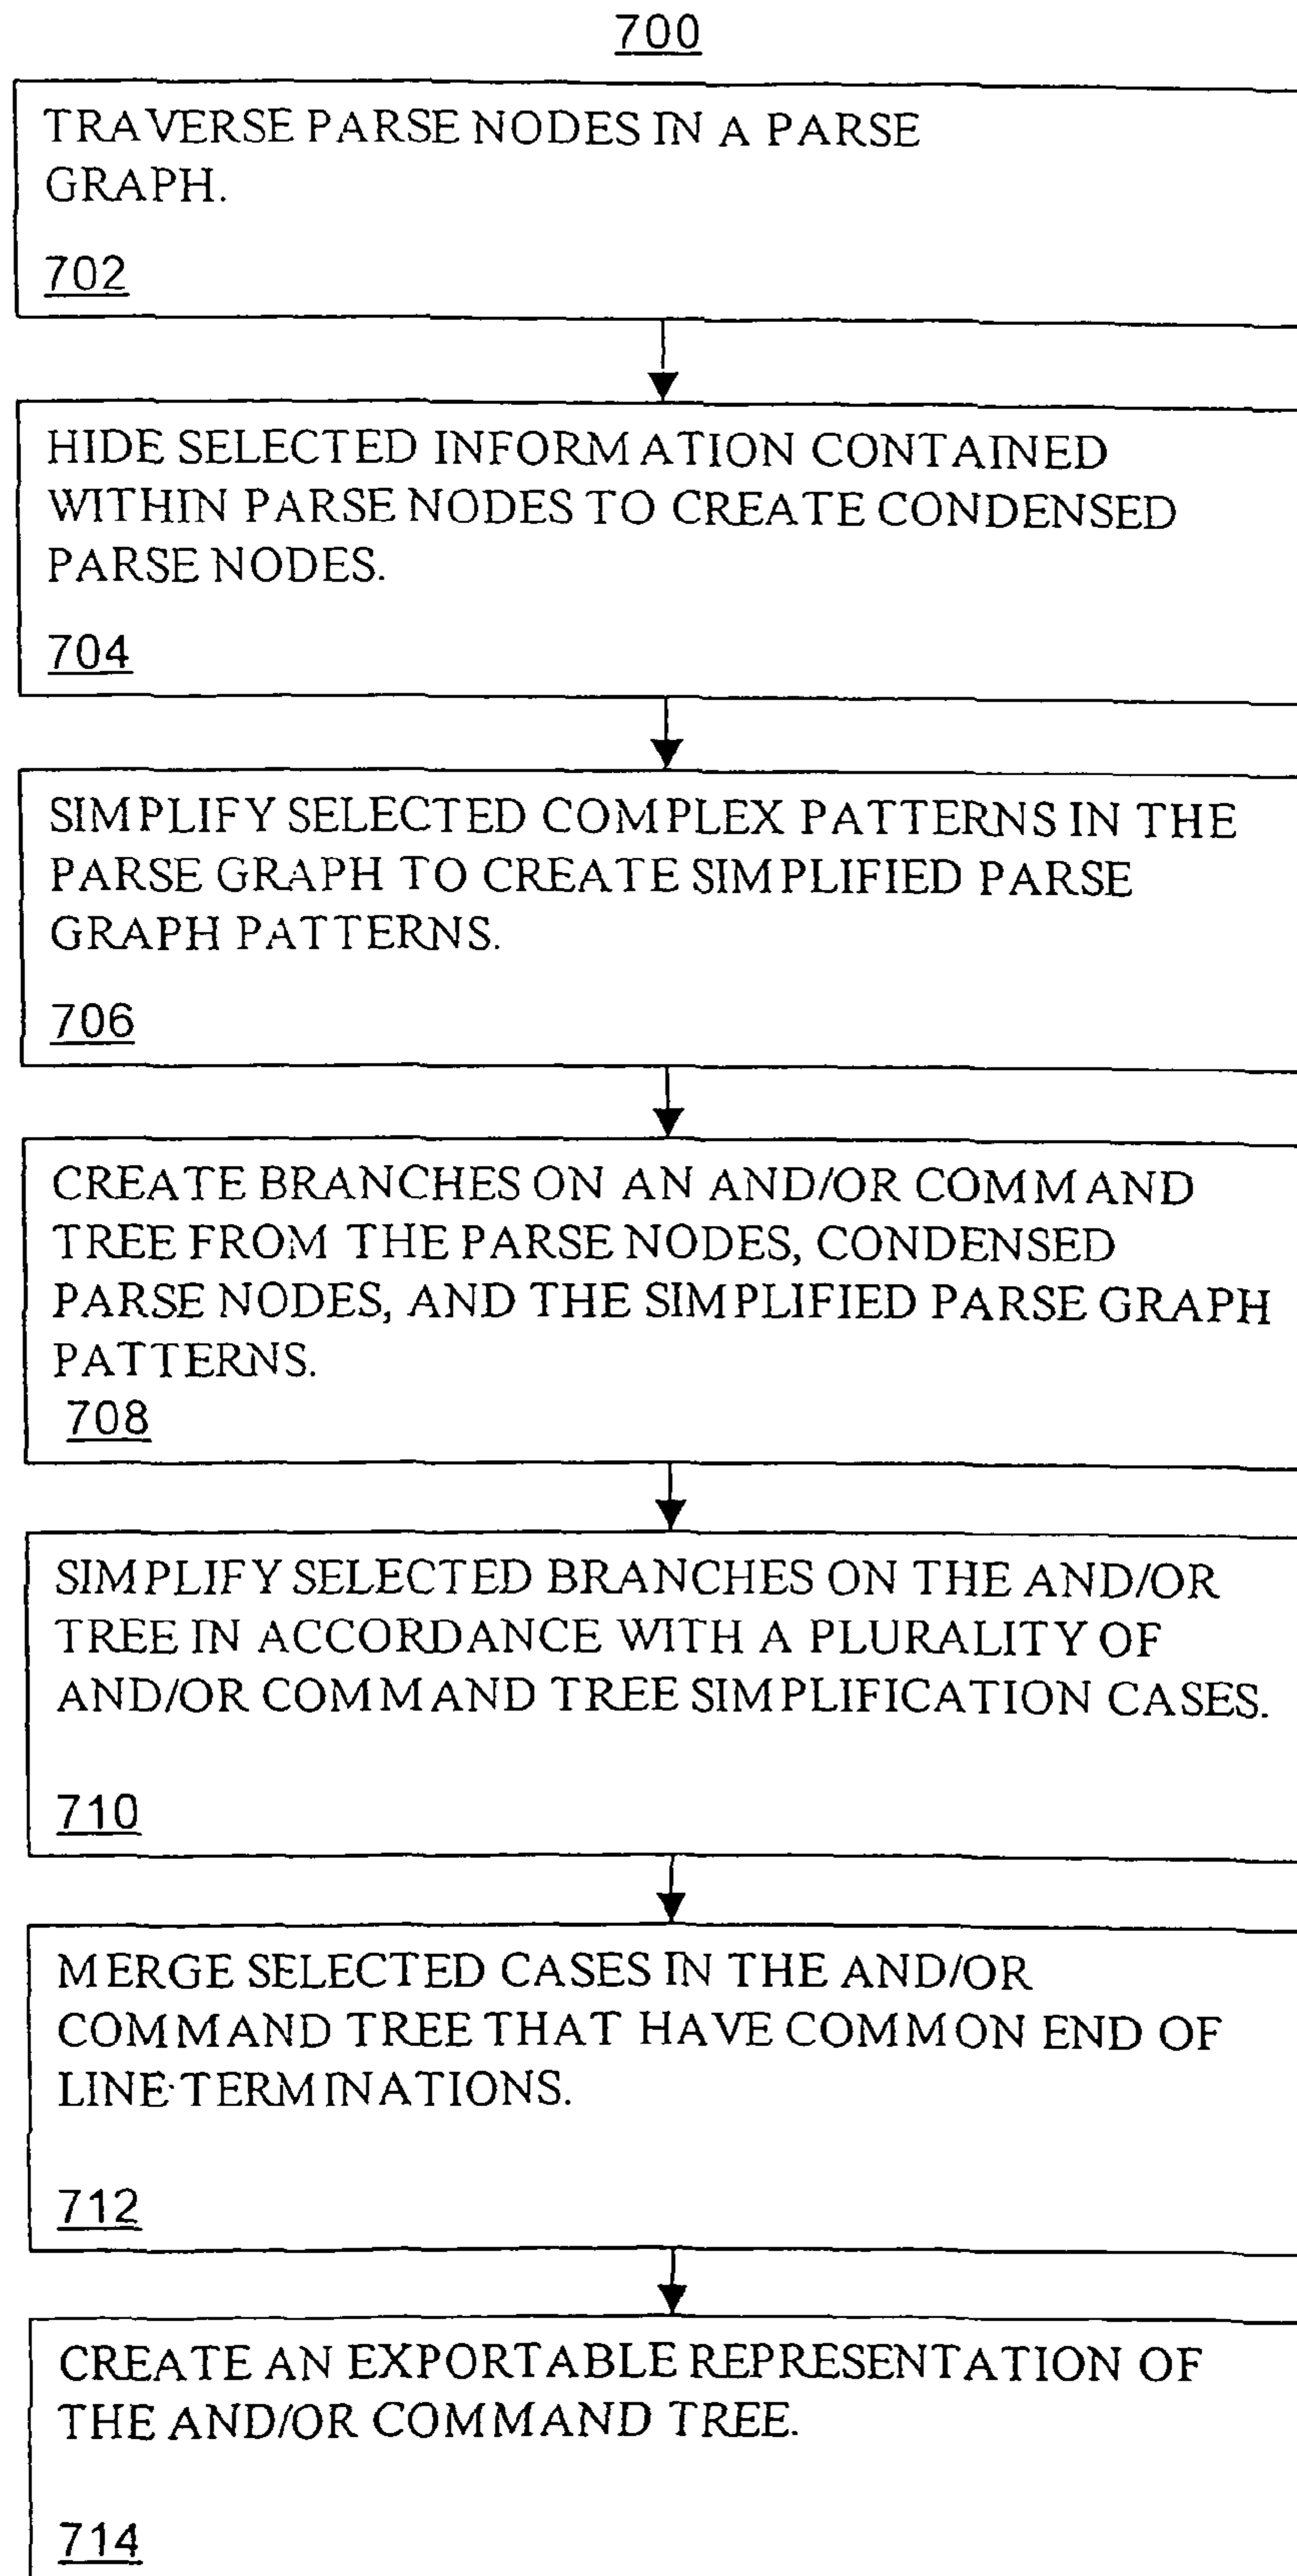 700
TRAVERSE PARSE NODES IN A PARSE
GRAPH.
702
HIDE SELECTED INFORMATION CONTAINED
WITHIN PARSE NODES TO CREATE CONDENSED
PARSE NODES.
704
SIMPLIFY SELECTED COMPLEX PATTERNS IN THE
PARSE GRAPH TO CREATE SIMPLIFIED PARSE
GRAPH PATTERNS.
706
CREATE BRANCHES ON AN AND/OR COMMAND
TREE FROM THE PARSE NODES, CONDENSED
PARSE NODES, AND THE SIMPLIFIED PARSE GRAPH
PATTERNS.
708
SIMPLIFY SELECTED BRANCHES ON THE AND/OR
TREE IN ACCORDANCE WITH A PLURALITY OF
AND/OR COMMAND TREE SIMPLIFICATION CASES.
710
MERGE SELECTED CASES IN THE AND/OR
COMMAND TREE THAT HAVE COMMON END OF
LINE TERMINATIONS.
712
CREATE AN EXPORTABLE REPRESENTATION OF
THE AND/OR COMMAND TREE.
714